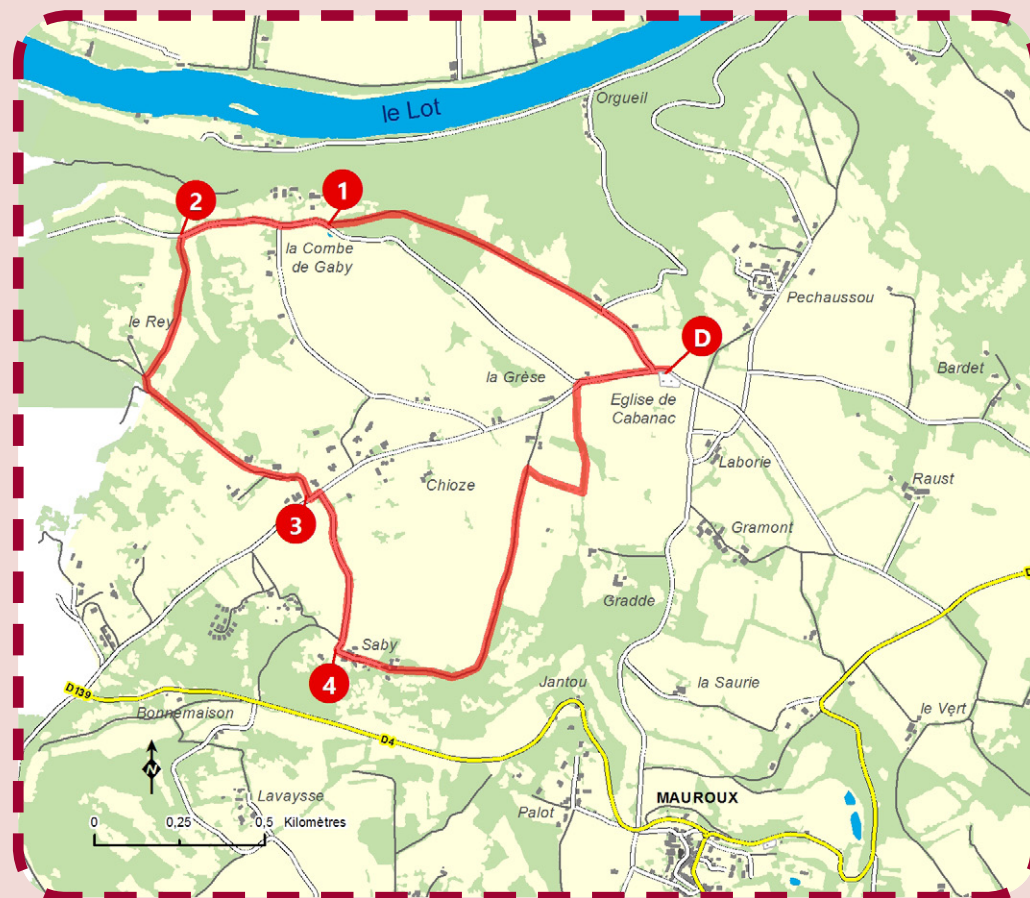 le Lot
Orgueil
1
2
la Combe
de Gaby
Pechaussou
le Rey
D
la Grèse
Eglise de
Cabanac
Bardet
Laborie
Chioze
Raust
3
Gramont
D
Gradde
Saby
4
Jantou
la Saurie
D139
Bonnemaison
le Vert
D4
N
Lavaysse
MAUROUX
Palot
0 0,25 0,5 Kilomètres